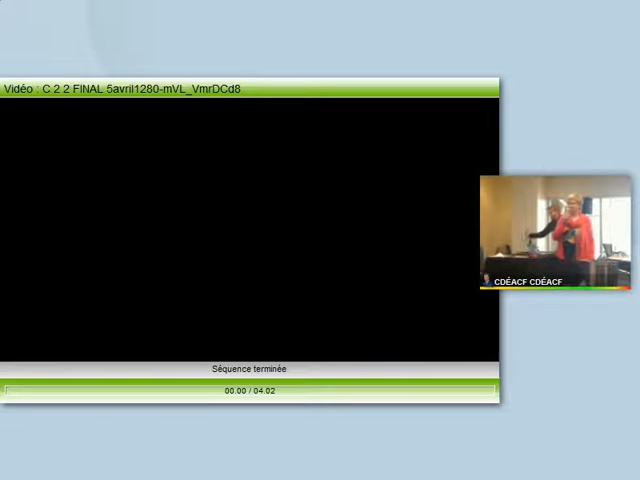 Vidéo : C 2 2 FINAL 5avril1280-mVL_VmrDCd8
CDÉACF CDÉACF
Séquence terminée
00.00 / 04.02